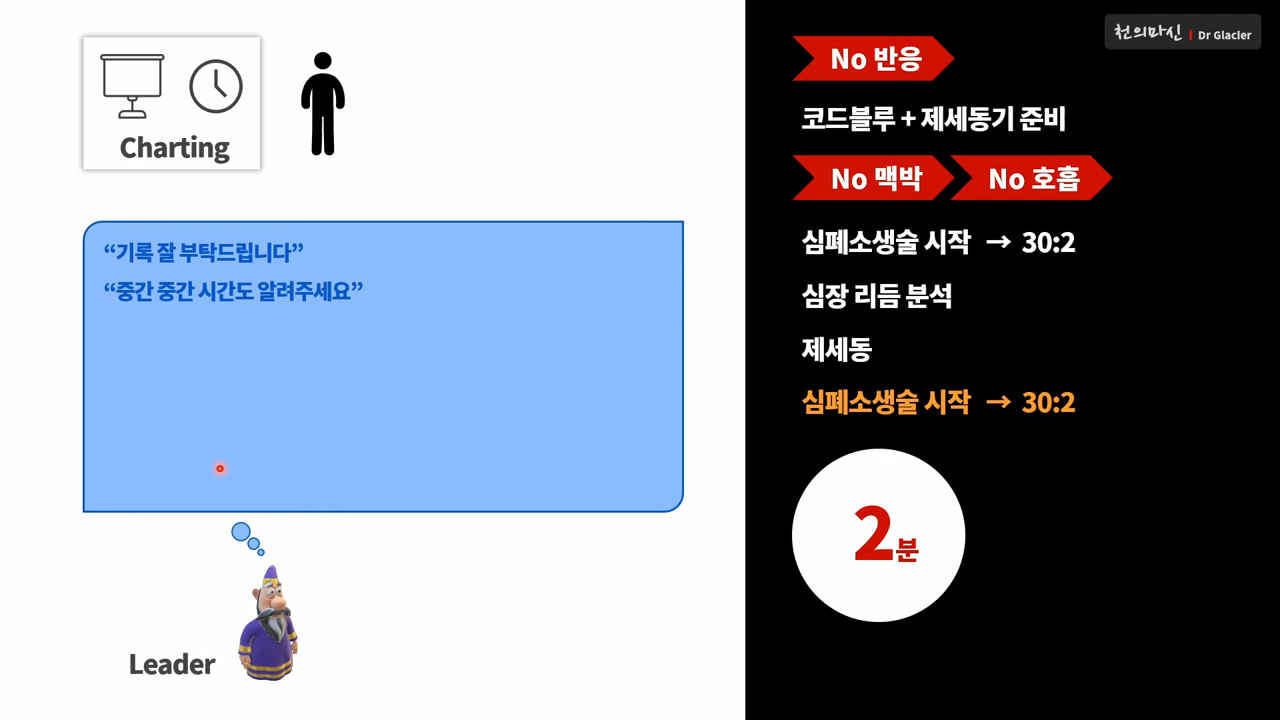 Charting
“기록 잘 부탁드립니다”
“중간 중간 시간도 알려주세요”
Leader
천의마신 | Dr Glacier
No 반응
코드블루 + 제세동기 준비
No 맥박 No 호흡
심폐소생술 시작 → 30:2
심장 리듬 분석
제세동
심폐소생술 시작 → 30:2
2분